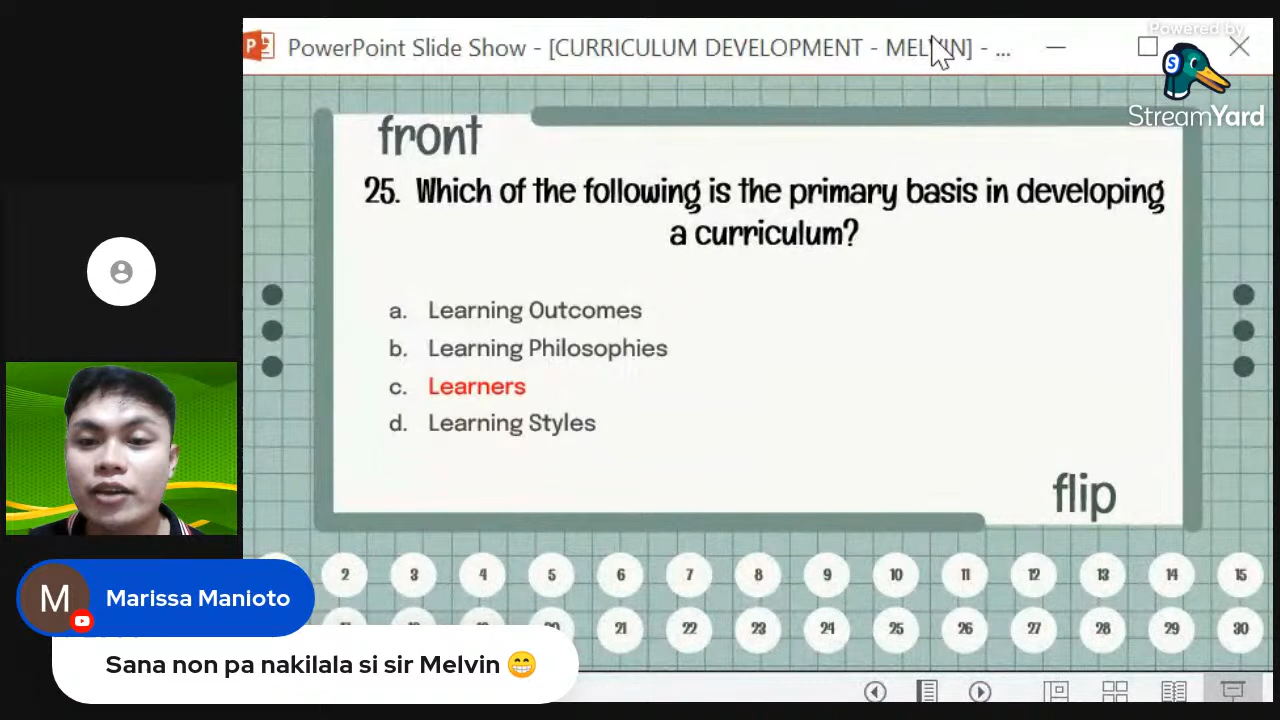 PowerPoint Slide Show - [CURRICULUM DEVELOPMENT - MELVIN] - ...
Powered by
StreamYard
front
25. Which of the following is the primary basis in developing
a curriculum?
a. Learning Outcomes
b. Learning Philosophies
c. Learners
d. Learning Styles
flip
2 3 4 5 6 7 8 9 10 11 12 13 14 15
21 22 23 24 25 26 27 28 29 30
M Marissa Manioto
Sana non pa nakilala si sir Melvin 😁